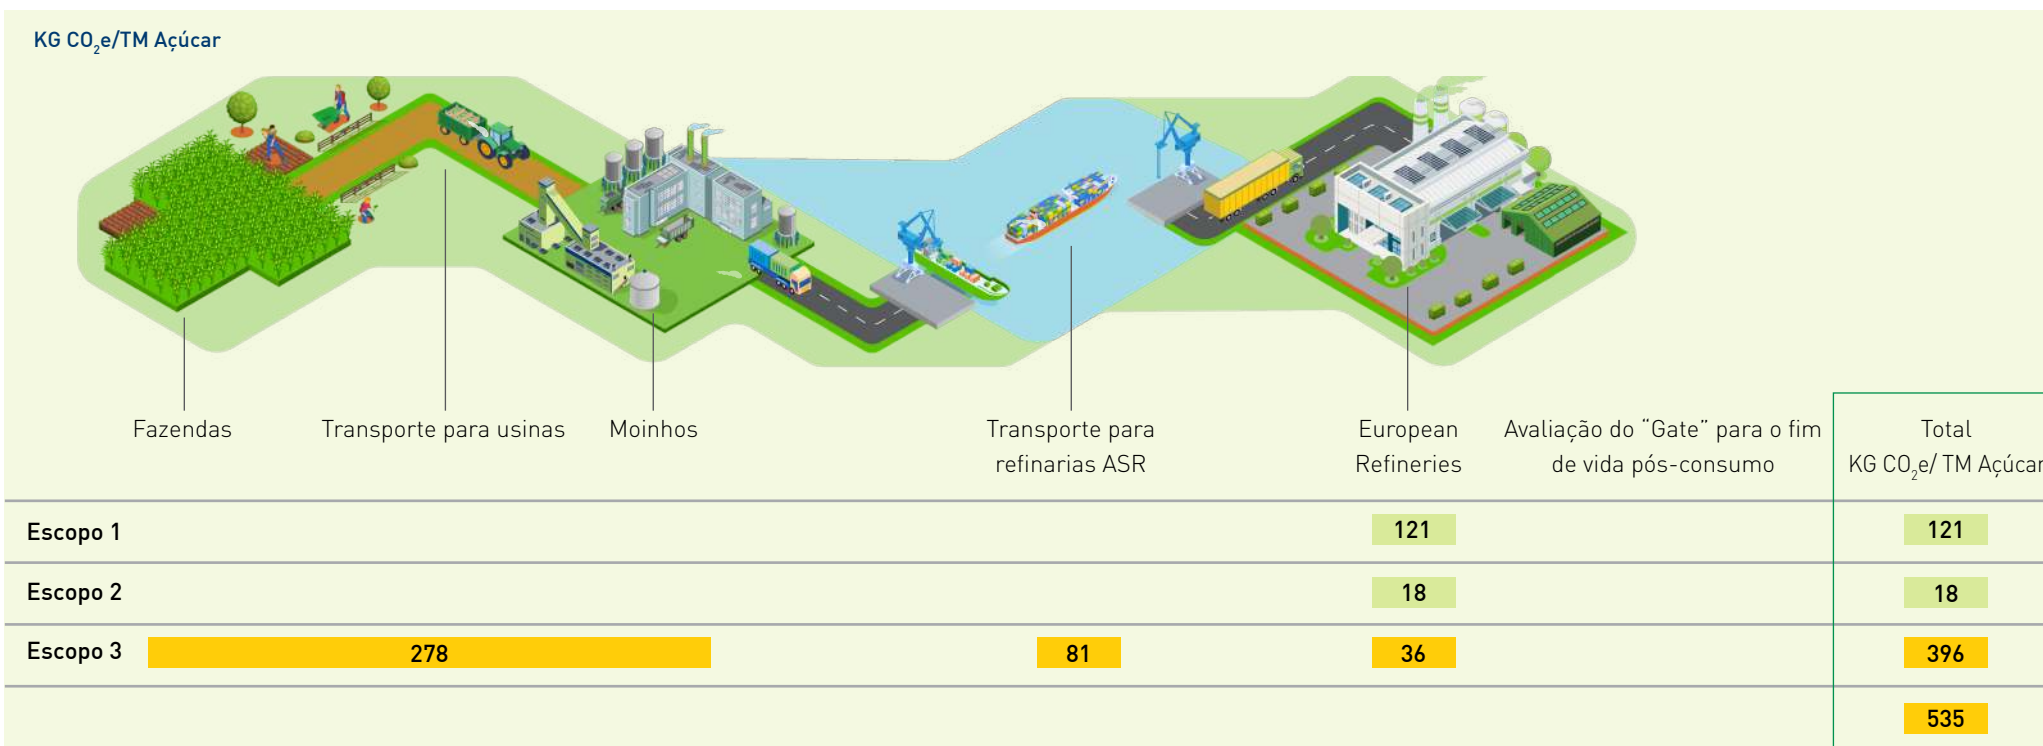 KG CO₂e/TM Açúcar
Fazendas
Transporte para usinas
Moinhos
Transporte para
refinarias ASR
European
Refineries
Avaliação do “Gate” para o fim
de vida pós-consumo
Total
KG CO₂e/ TM Açúcar
Escopo 1 121 121
Escopo 2 18 18
Escopo 3 278 81 36 396
535